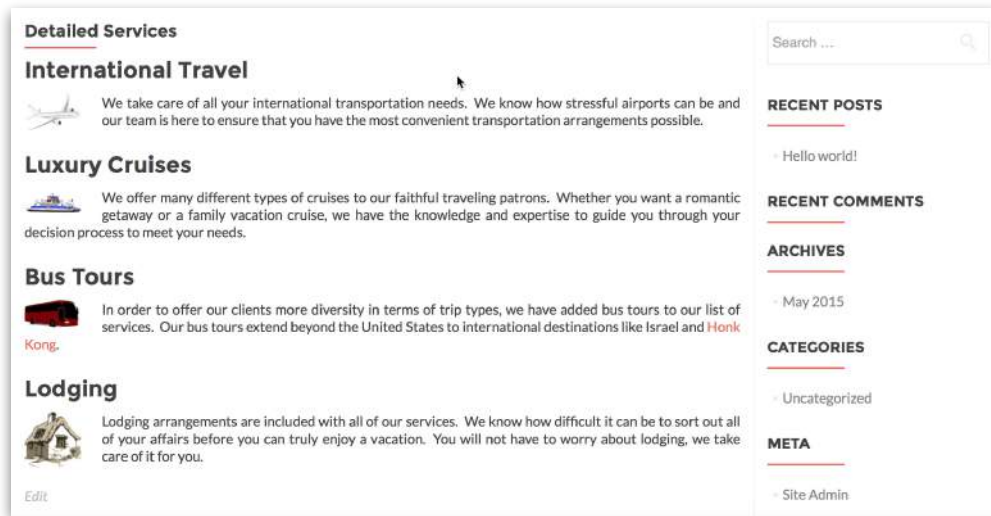 Detailed Services
International Travel
We take care of all your international transportation needs. We know how stressful airports can be and
our team is here to ensure that you have the most convenient transportation arrangements possible.
Luxury Cruises
We offer many different types of cruises to our faithful traveling patrons. Whether you want a romantic
getaway or a family vacation cruise, we have the knowledge and expertise to guide you through your
decision process to meet your needs.
Bus Tours
In order to offer our clients more diversity in terms of trip types, we have added bus tours to our list of
services. Our bus tours extend beyond the United States to international destinations like Israel and Honk
Kong.
Lodging
Lodging arrangements are included with all of our services. We know how difficult it can be to sort out all
of your affairs before you can truly enjoy a vacation. You will not have to worry about lodging, we take
care of it for you.
Edit
Search ...
RECENT POSTS
Hello world!
RECENT COMMENTS
ARCHIVES
May 2015
CATEGORIES
Uncategorized
META
Site Admin